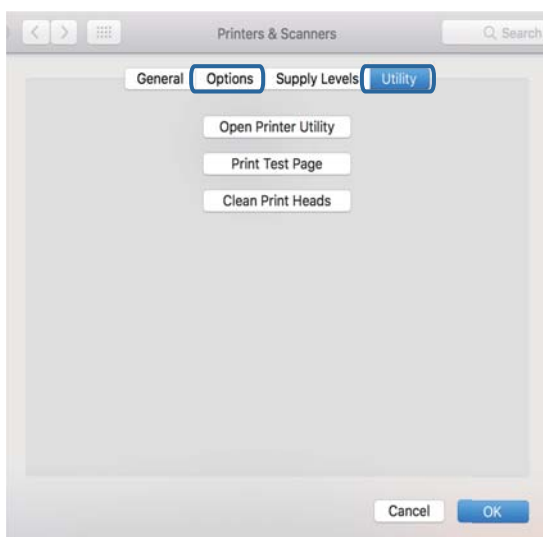 Printers & Scanners Search
General Options Supply Levels Utility
Open Printer Utility
Print Test Page
Clean Print Heads
Cancel OK